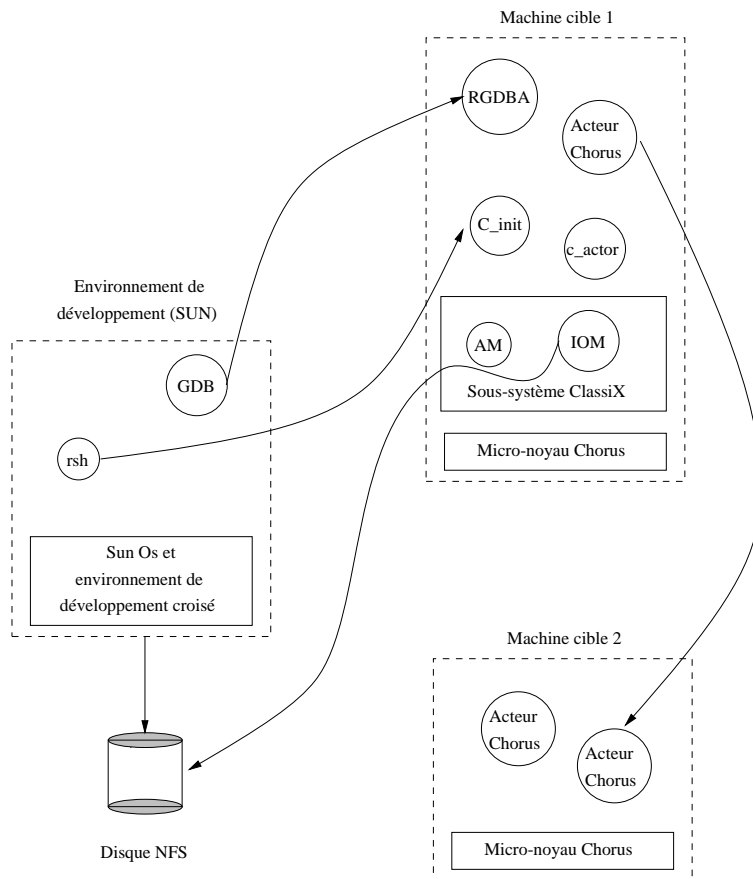 Machine cible 1
RGDBA
Acteur
Chorus
C_init
c_actor
AM
IOM
Sous-système ClassiX
Micro-noyau Chorus
Environnement de
développement (SUN)
GDB
rsh
Sun Os et
environnement de
développement croisé
Disque NFS
Machine cible 2
Acteur
Chorus
Acteur
Chorus
Micro-noyau Chorus